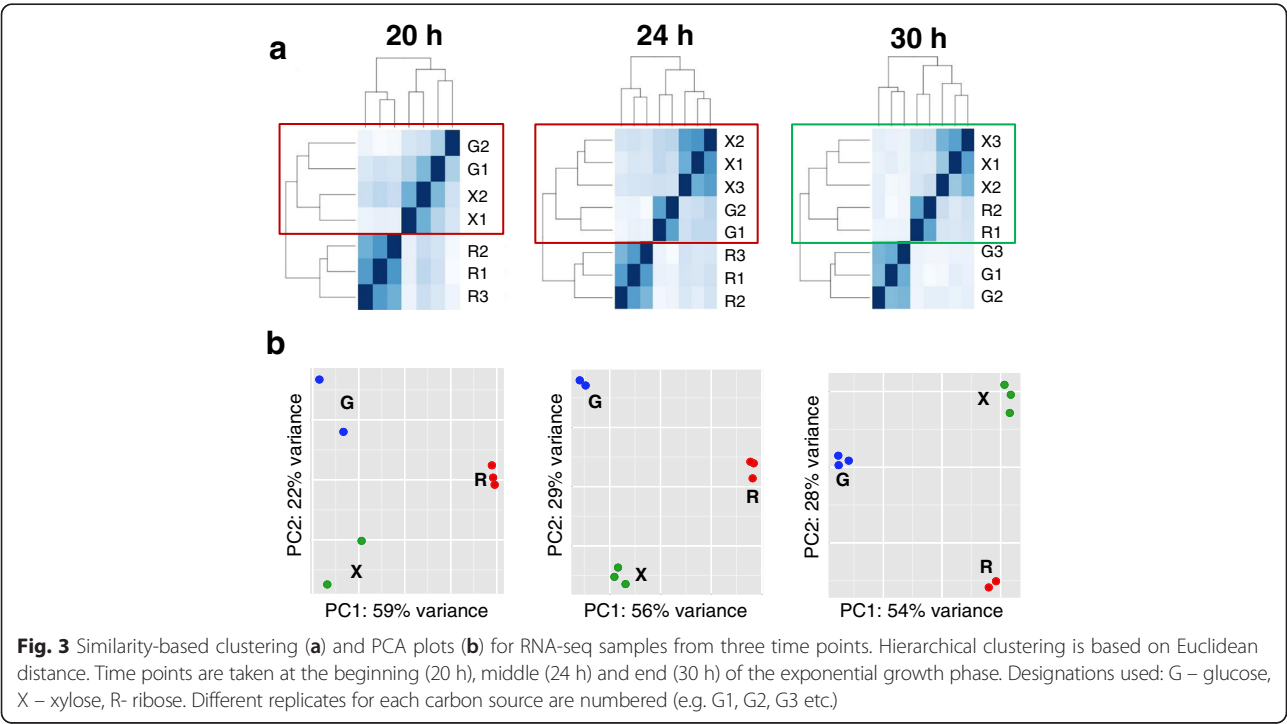 a
20 h
24 h
30 h
G2
G1
X2
X1
R2
R1
R3
X2
X1
X3
G2
G1
R3
R1
R2
X3
X1
X2
R2
R1
G3
G1
G2
b
PC2: 22% variance
G
R
X
PC1: 59% variance
PC2: 29% variance
G
R
X
PC1: 56% variance
PC2: 28% variance
X
G
R
PC1: 54% variance
Fig. 3 Similarity-based clustering (a) and PCA plots (b) for RNA-seq samples from three time points. Hierarchical clustering is based on Euclidean
distance. Time points are taken at the beginning (20 h), middle (24 h) and end (30 h) of the exponential growth phase. Designations used: G – glucose,
X – xylose, R- ribose. Different replicates for each carbon source are numbered (e.g. G1, G2, G3 etc.)